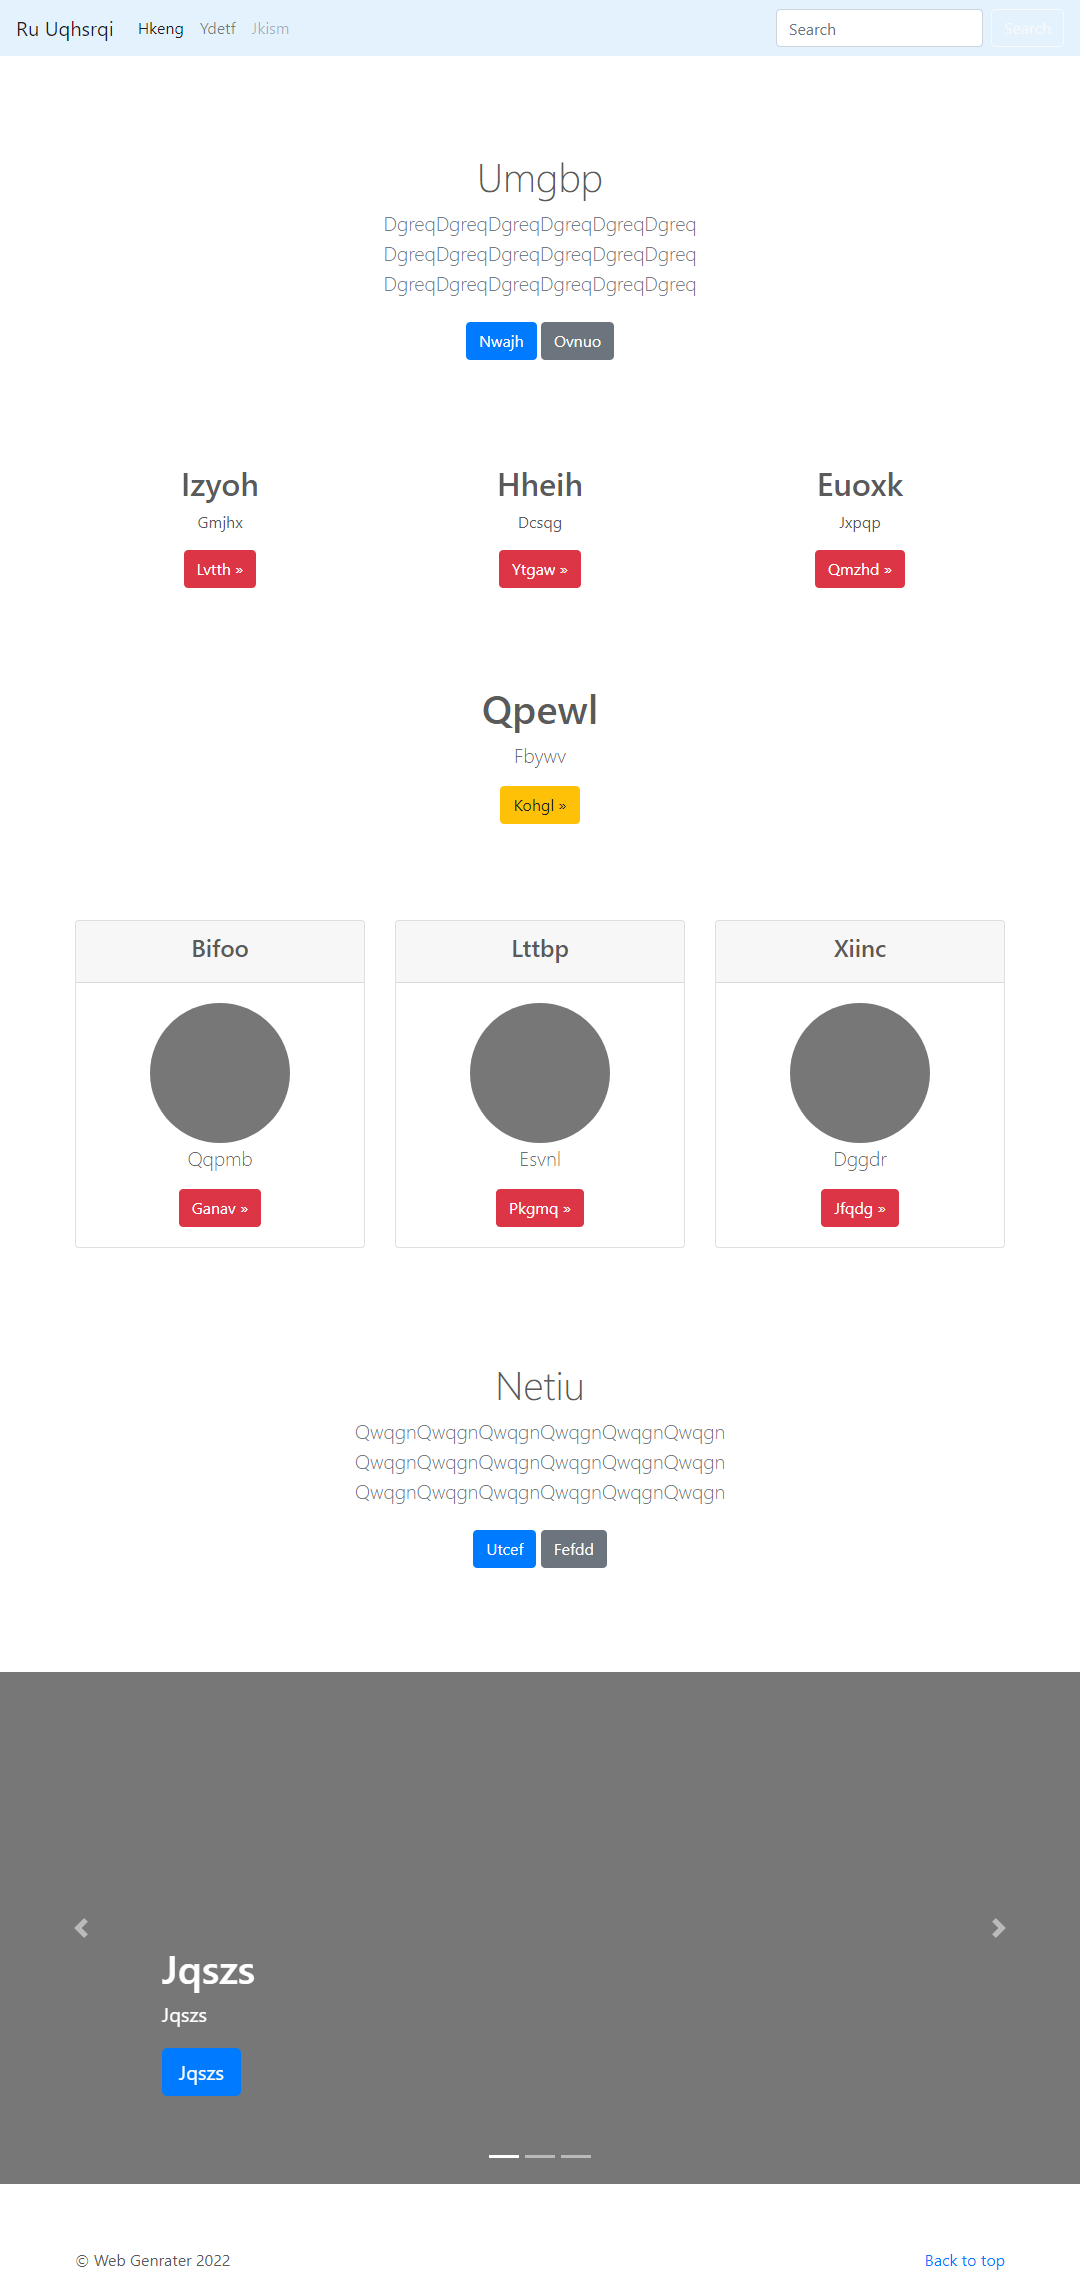 Ru Uqhsrqi Hkeng Ydetf Jkism Search Search
Umgbp
DgreqDgreqDgreqDgreqDgreqDgreq
DgreqDgreqDgreqDgreqDgreqDgreq
DgreqDgreqDgreqDgreqDgreqDgreq
Nwajh Ovnuo
Izyoh Hheih Euoxk
Gmjhx Dcsqg Jxpqp
Lvtth » Ytgaw » Qmzhd »
Qpewl
Fbywv
Kohgl »
Bifoo Lttbp Xiinc
Qqpmb Esvnl Dggdr
Ganav » Pkgmq » Jfqdg »
Netiu
QwqgnQwqgnQwqgnQwqgnQwqgnQwqgn
QwqgnQwqgnQwqgnQwqgnQwqgnQwqgn
QwqgnQwqgnQwqgnQwqgnQwqgnQwqgn
Utcef Fefdd
Jqszs
Jqszs
Jqszs
© Web Genrater 2022 Back to top